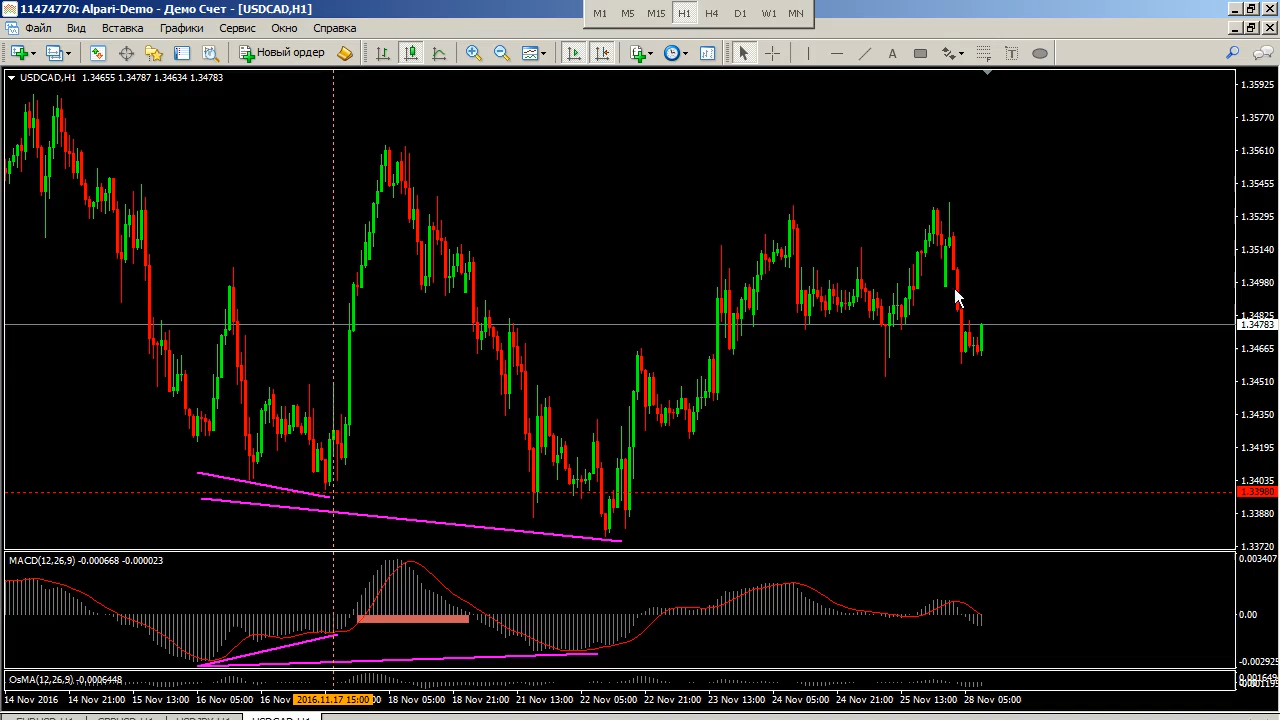 11474770: Alpari-Demo - Демо Счет - [USDCAD,H1]
M1 M5 M15 H1 D1 W1 MN
Файл Вид Вставка Графики Сервис Окно Справка
Новый ордер
USDCAD,H1 1.34655 1.34787 1.34634 1.34783
1.35925
1.35770
1.35610
1.35455
1.35295
1.35140
1.34980
1.34825
1.34783
1.34665
1.34510
1.34350
1.34195
1.34035
1.33980
1.33880
1.33720
MACD(12,26,9) -0.000668 -0.000023
0.003407
0.00
-0.002925
OsMA(12,26,9) -0.0006448
0.001649
14 Nov 2016 14 Nov 21:00 15 Nov 13:00 16 Nov 05:00 16 Nov 2016.11.17 15:00 18 Nov 05:00 18 Nov 21:00 21 Nov 13:00 22 Nov 05:00 22 Nov 21:00 23 Nov 13:00 24 Nov 05:00 24 Nov 21:00 25 Nov 13:00 28 Nov 05:00
USDCAD,H1